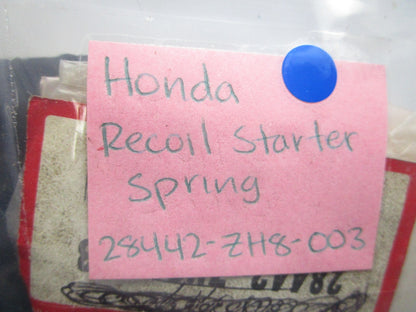 Honda
Recoil Starter
Spring
28442-ZH8-003